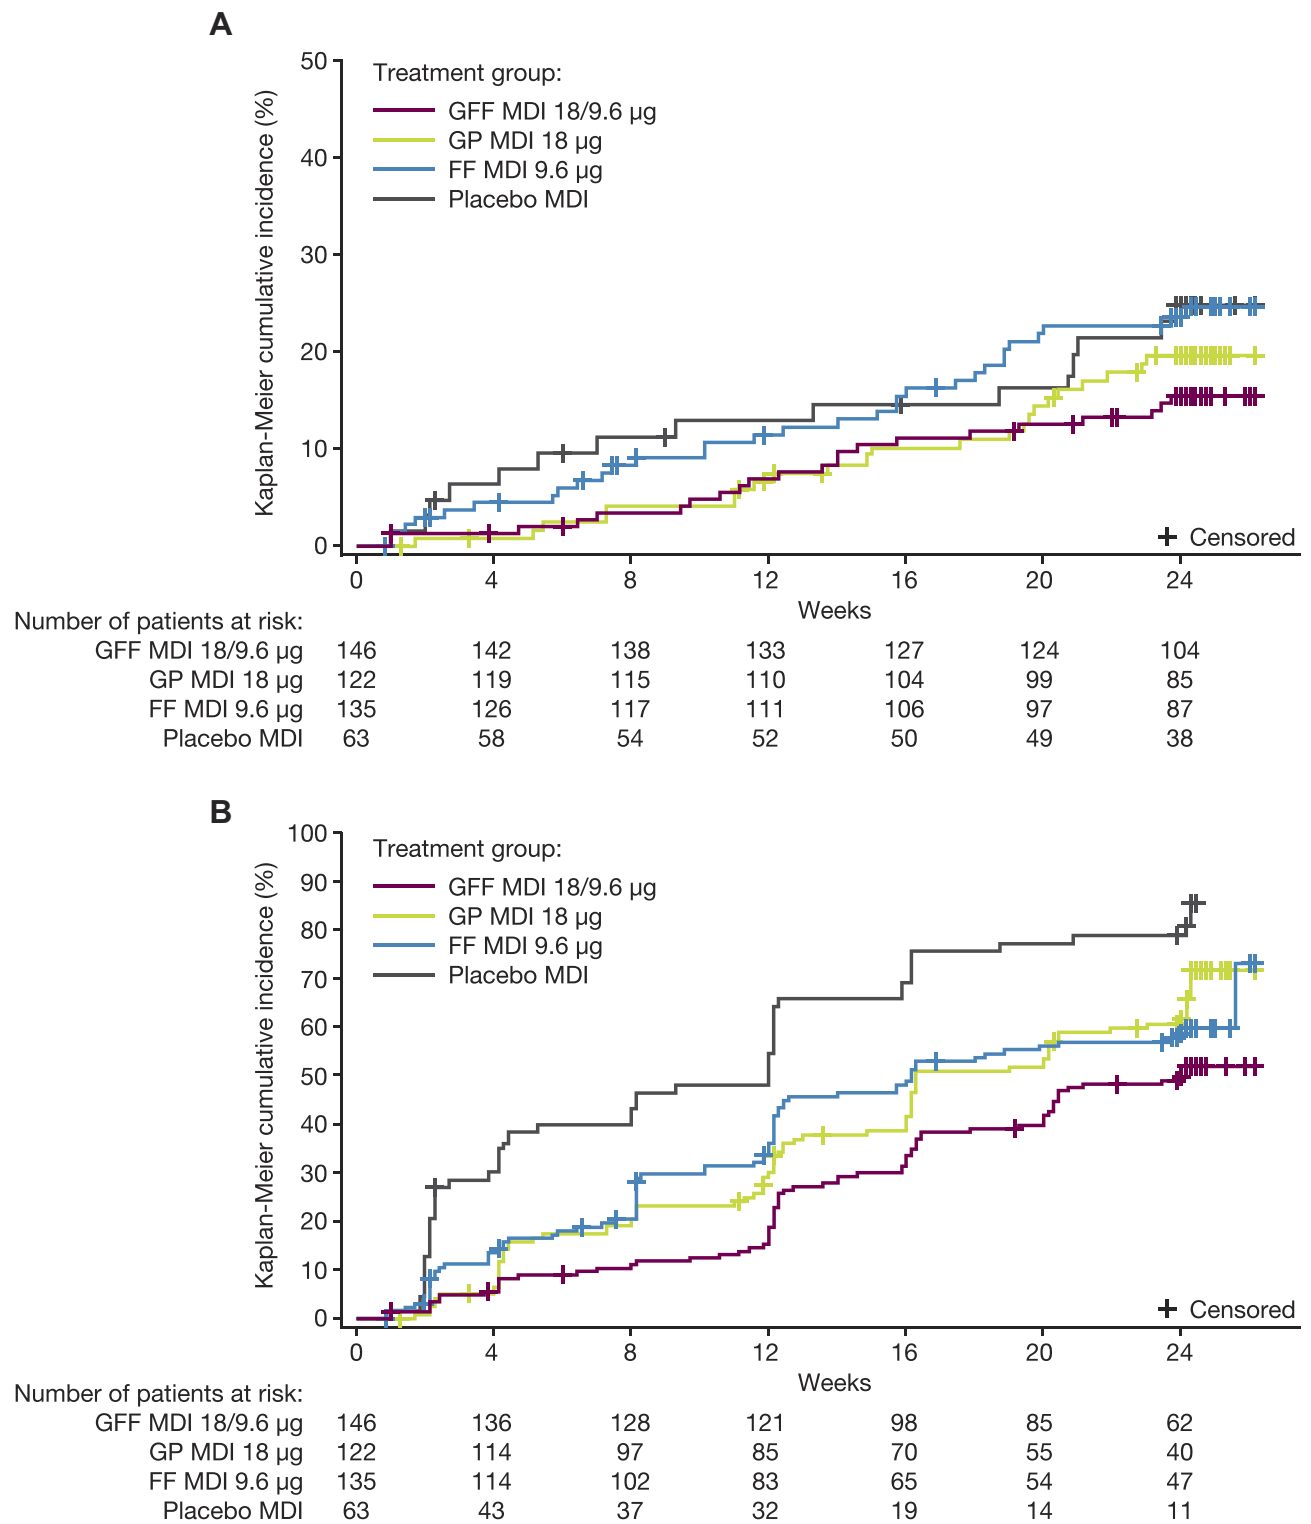 A
Kaplan-Meier cumulative incidence (%)
50
40
30
20
10
0
Treatment group:
GFF MDI 18/9.6 µg
GP MDI 18 µg
FF MDI 9.6 µg
Placebo MDI
Censored
0 4 8 12 16 20 24
Weeks
Number of patients at risk:
GFF MDI 18/9.6 µg 146 142 138 133 127 124 104
GP MDI 18 µg 122 119 115 110 104 99 85
FF MDI 9.6 µg 135 126 117 111 106 97 87
Placebo MDI 63 58 54 52 50 49 38
B
Kaplan-Meier cumulative incidence (%)
100
90
80
70
60
50
40
30
20
10
0
Treatment group:
GFF MDI 18/9.6 µg
GP MDI 18 µg
FF MDI 9.6 µg
Placebo MDI
Censored
0 4 8 12 16 20 24
Weeks
Number of patients at risk:
GFF MDI 18/9.6 µg 146 136 128 121 98 85 62
GP MDI 18 µg 122 114 97 85 70 55 40
FF MDI 9.6 µg 135 114 102 83 65 54 47
Placebo MDI 63 43 37 32 19 14 11